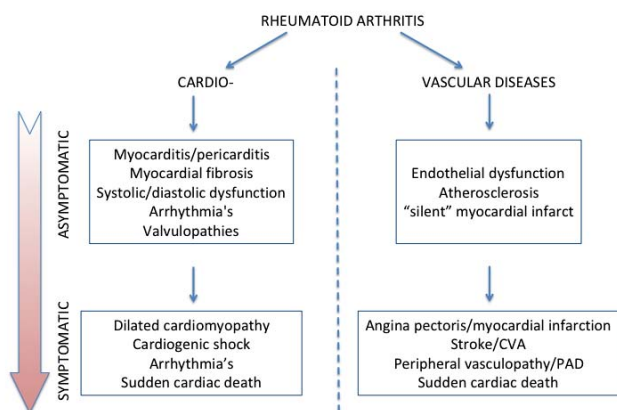 RHEUMATOID ARTHRITIS
CARDIO-
VASCULAR DISEASES
ASYMPTOMATIC
Myocarditis/pericarditis
Myocardial fibrosis
Systolic/diastolic dysfunction
Arrhythmia's
Valvulopathies
Endothelial dysfunction
Atherosclerosis
“silent” myocardial infarct
SYMPTOMATIC
Dilated cardiomyopathy
Cardiogenic shock
Arrhythmia’s
Sudden cardiac death
Angina pectoris/myocardial infarction
Stroke/CVA
Peripheral vasculopathy/PAD
Sudden cardiac death